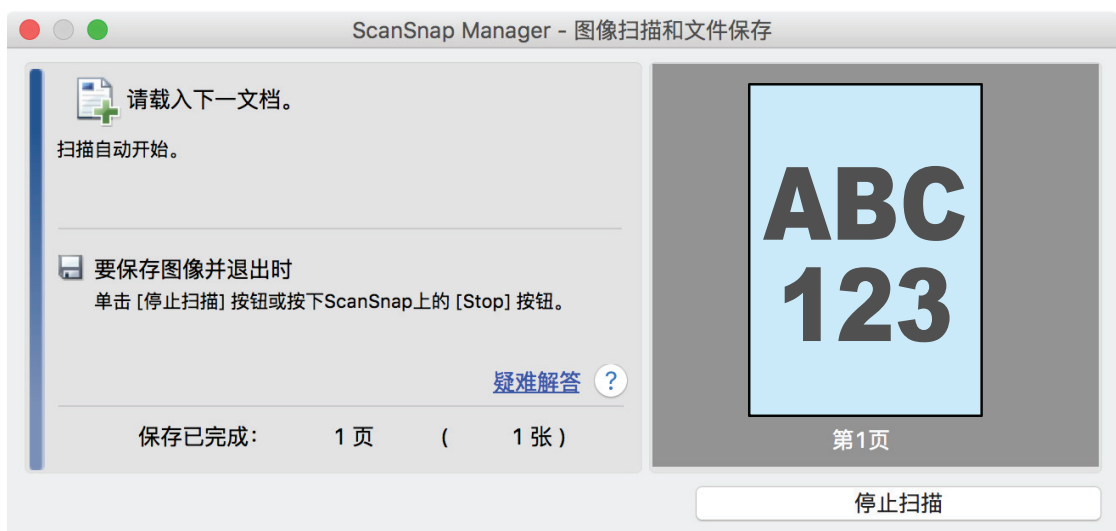 ScanSnap Manager - 图像扫描和文件保存
请载入下一文档。
扫描自动开始。
要保存图像并退出时
单击 [停止扫描] 按钮或按下ScanSnap上的 [Stop] 按钮。
疑难解答 ?
保存已完成： 1 页 ( 1 张 )
ABC
123
第1页
停止扫描